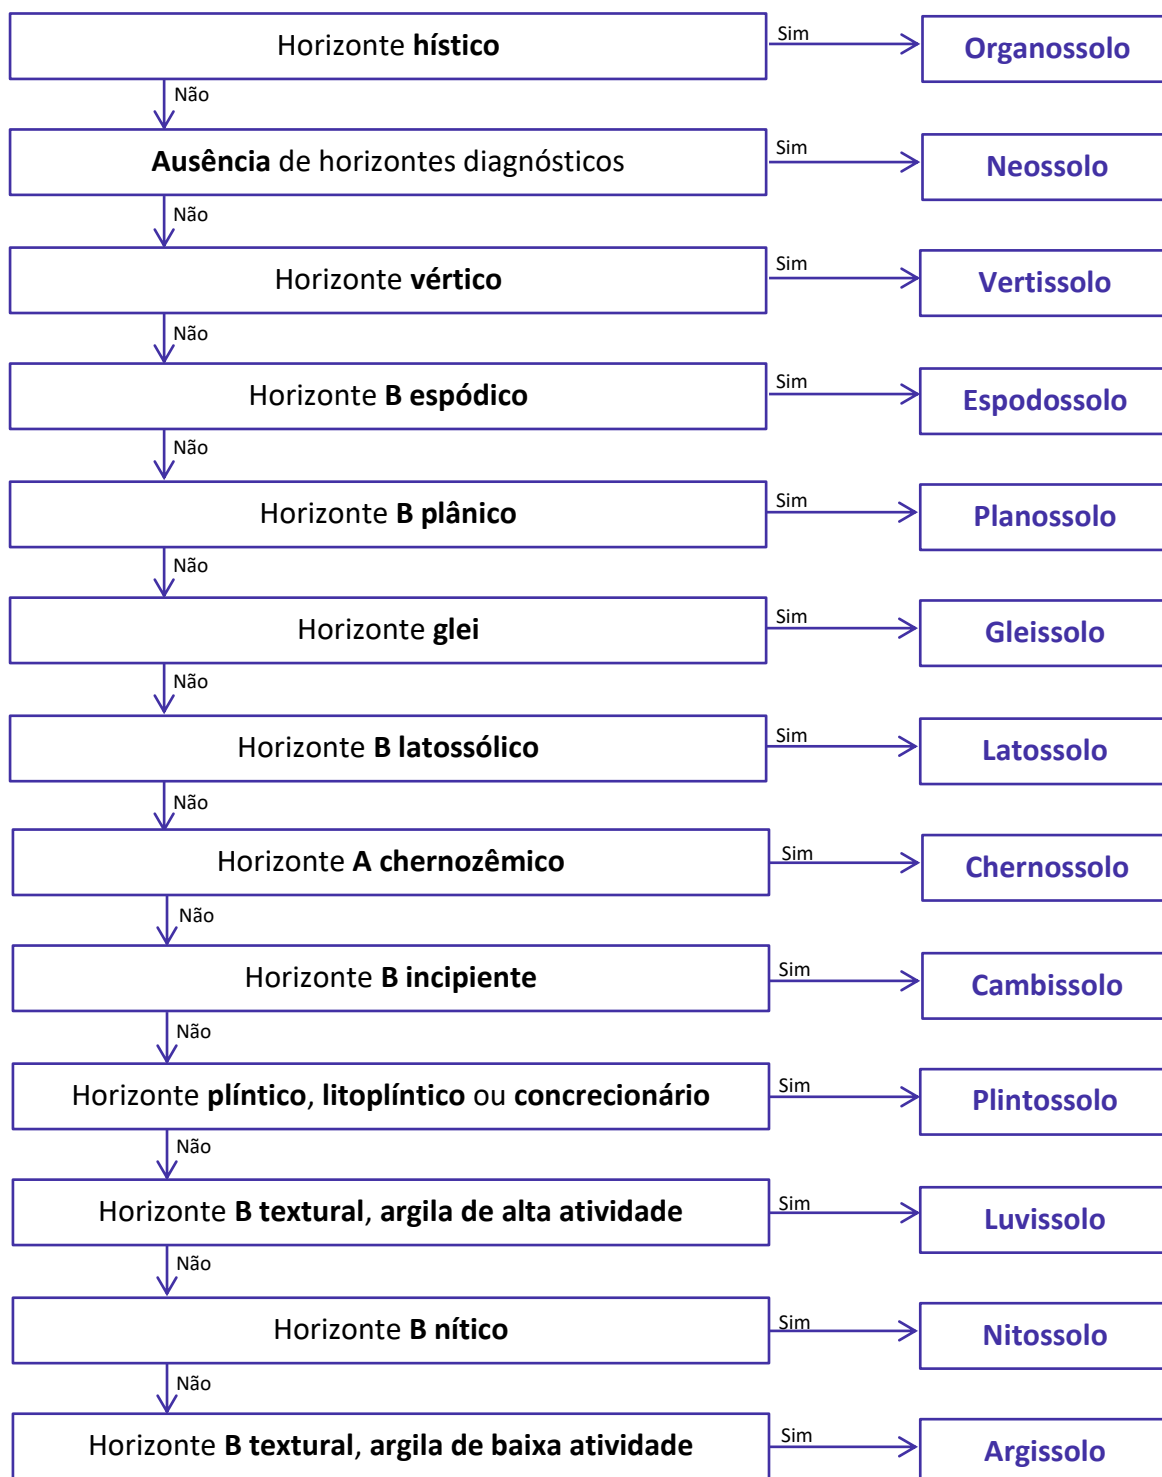 Horizonte hístico
Sim
Organossolo
Não
Ausência de horizontes diagnósticos
Sim
Neossolo
Não
Horizonte vértico
Sim
Vertissolo
Não
Horizonte B espódico
Sim
Espodossolo
Não
Horizonte B plânico
Sim
Planossolo
Não
Horizonte glei
Sim
Gleissolo
Não
Horizonte B latossólico
Sim
Latossolo
Não
Horizonte A chernozêmico
Sim
Chernossolo
Não
Horizonte B incipiente
Sim
Cambissolo
Não
Horizonte plíntico, litoplíntico ou concrecionário
Sim
Plintossolo
Não
Horizonte B textural, argila de alta atividade
Sim
Luvissolo
Não
Horizonte B nítico
Sim
Nitossolo
Não
Horizonte B textural, argila de baixa atividade
Sim
Argissolo